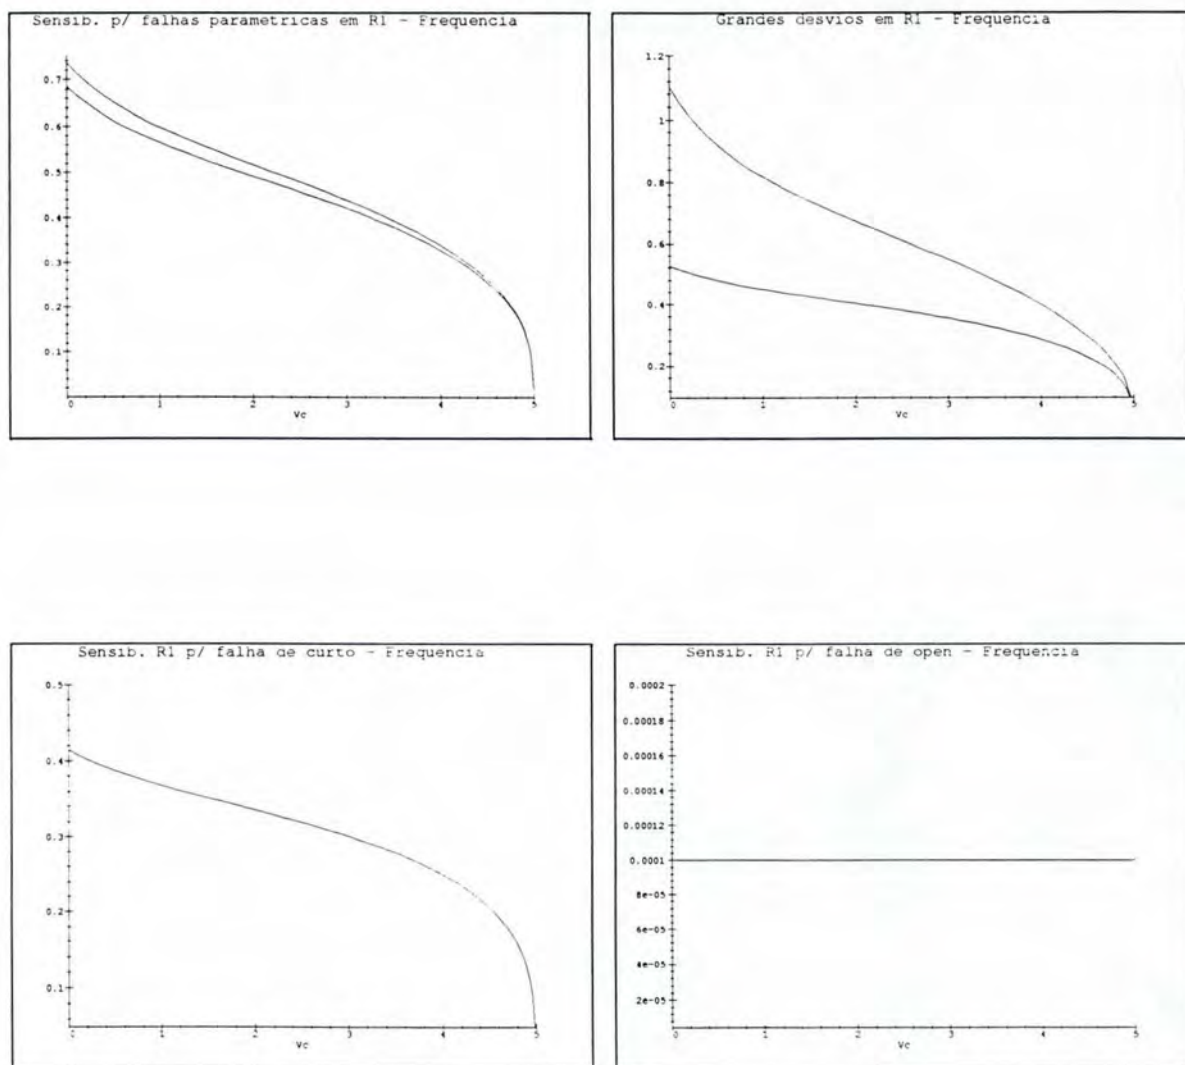 Sensib. p/ falhas parametricas em R1 - Frequencia
0.7
0.6
0.5
0.4
0.3
0.2
0.1
0 1 2 3 4 5
Vc
Grandes desvios em R1 - Frequencia
1.2
1
0.8
0.6
0.4
0.2
0 1 2 3 4 5
Vc
Sensib. R1 p/ falha de curto - Frequencia
0.5
0.4
0.3
0.2
0.1
0 1 2 3 4 5
Vc
Sensib. R1 p/ falha de open - Frequencia
0.0002
0.00018
0.00016
0.00014
0.00012
0.0001
8e-05
6e-05
4e-05
2e-05
0 1 2 3 4 5
Vc